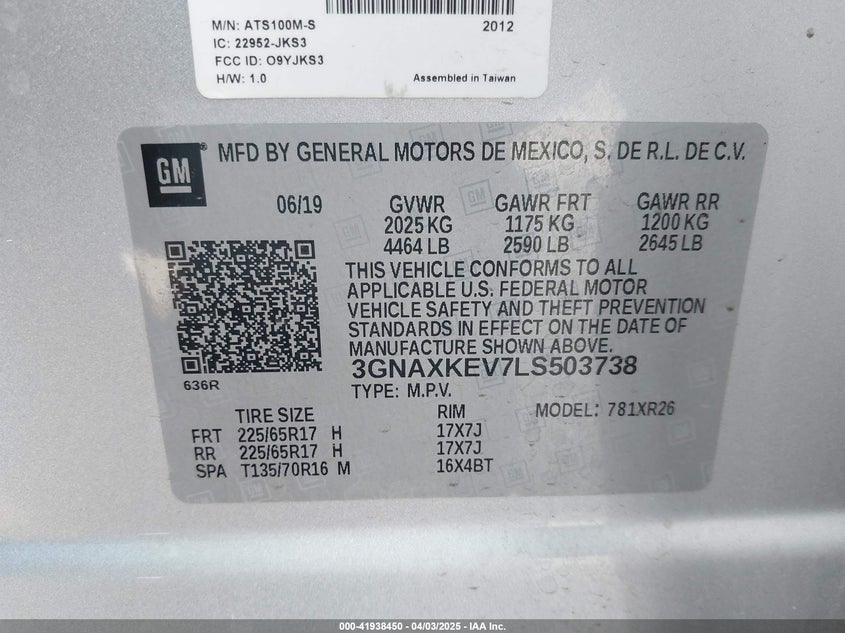 M/N: ATS100M-S
2012
IC: 22952-JKS3
FCC ID: O9YJKS3
H/W: 1.0
Assembled in Taiwan
GM
MFD BY GENERAL MOTORS DE MEXICO, S. DE R.L. DE C.V.
06/19 GVWR GAWR FRT GAWR RR
2025 KG 1175 KG 1200 KG
4464 LB 2590 LB 2645 LB
THIS VEHICLE CONFORMS TO ALL
APPLICABLE U.S. FEDERAL MOTOR
VEHICLE SAFETY AND THEFT PREVENTION
STANDARDS IN EFFECT ON THE DATE OF
MANUFACTURE SHOWN ABOVE.
3GNAXKEV7LS503738
636R
TYPE: M.P.V.
TIRE SIZE RIM MODEL: 781XR26
FRT 225/65R17 H 17X7J
RR 225/65R17 H 17X7J
SPA T135/70R16 M 16X4BT
000-41938450 - 04/03/2025 - IAA Inc.